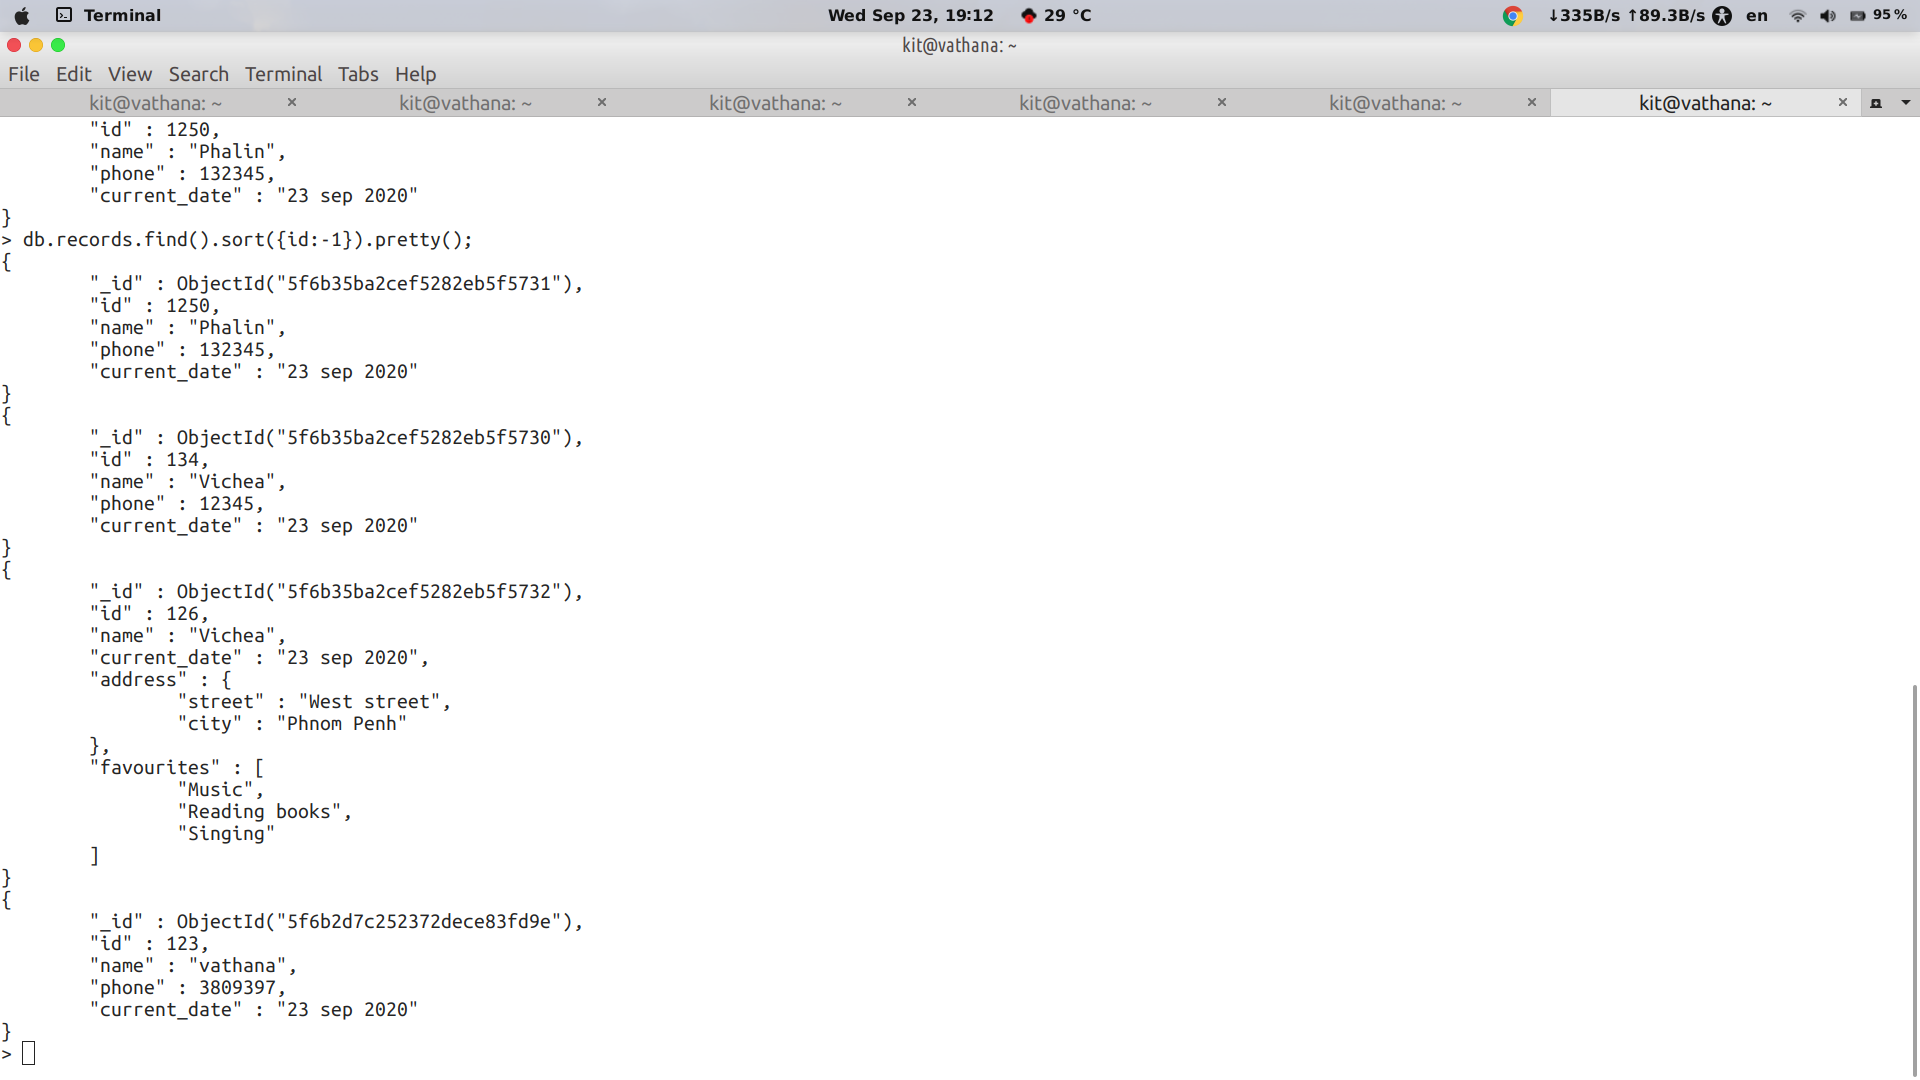 Terminal Wed Sep 23, 19:12 29 °C ↓335B/s ↑89.3B/s en 95%
kit@vathana: ~
File Edit View Search Terminal Tabs Help
kit@vathana: ~ × kit@vathana: ~ × kit@vathana: ~ × kit@vathana: ~ × kit@vathana: ~ × kit@vathana: ~ ×
"id" : 1250,
"name" : "Phalin",
"phone" : 132345,
"current_date" : "23 sep 2020"
}
> db.records.find().sort({id:-1}).pretty();
{
"_id" : ObjectId("5f6b35ba2cef5282eb5f5731"),
"id" : 1250,
"name" : "Phalin",
"phone" : 132345,
"current_date" : "23 sep 2020"
}
{
"_id" : ObjectId("5f6b35ba2cef5282eb5f5730"),
"id" : 134,
"name" : "Vichea",
"phone" : 12345,
"current_date" : "23 sep 2020"
}
{
"_id" : ObjectId("5f6b35ba2cef5282eb5f5732"),
"id" : 126,
"name" : "Vichea",
"current_date" : "23 sep 2020",
"address" : {
"street" : "West street",
"city" : "Phnom Penh"
},
"favourites" : [
"Music",
"Reading books",
"Singing"
]
}
{
"_id" : ObjectId("5f6b2d7c252372dece83fd9e"),
"id" : 123,
"name" : "vathana",
"phone" : 3809397,
"current_date" : "23 sep 2020"
}
>